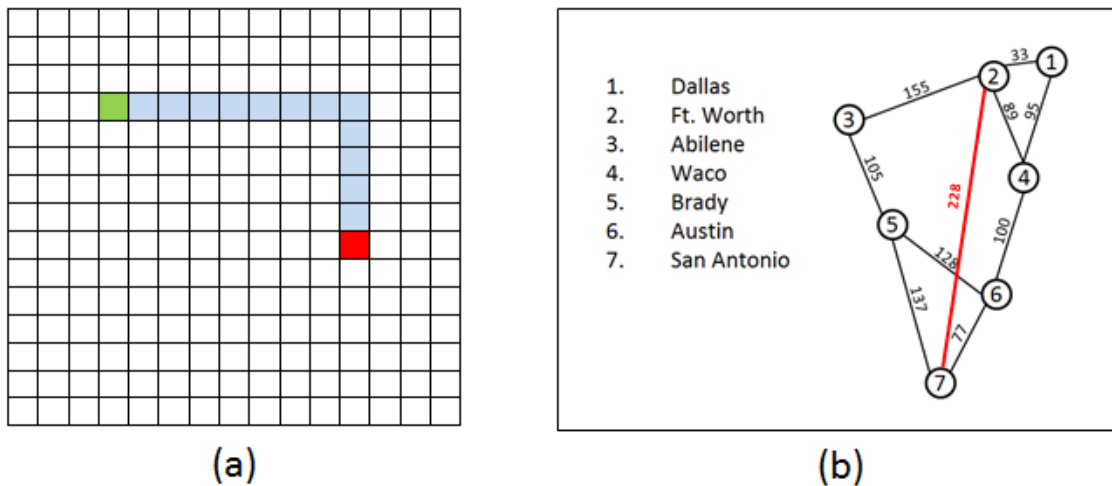 1. Dallas
2. Ft. Worth
3. Abilene
4. Waco
5. Brady
6. Austin
7. San Antonio
33
1
2
155
89
95
3
4
105
228
100
5
128
6
137
77
7
(a)
(b)